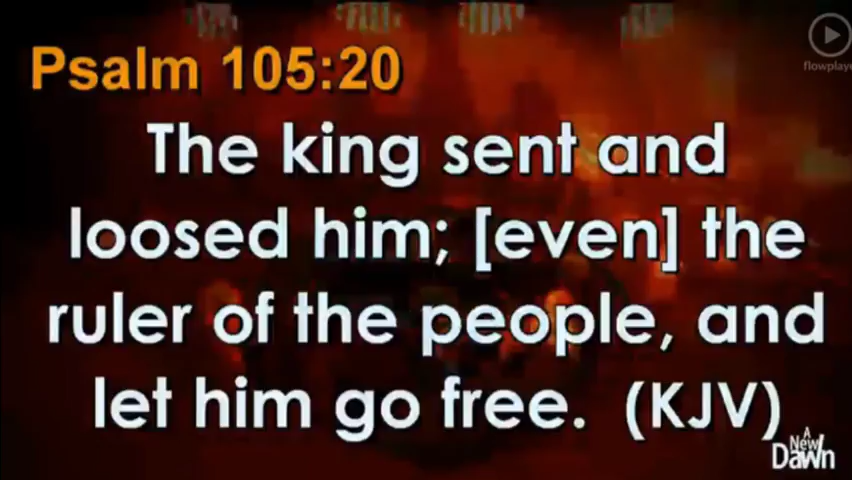 Psalm 105:20
flowplaye
The king sent and
loosed him; [even] the
ruler of the people, and
let him go free. (KJV)
A
New
Dawn